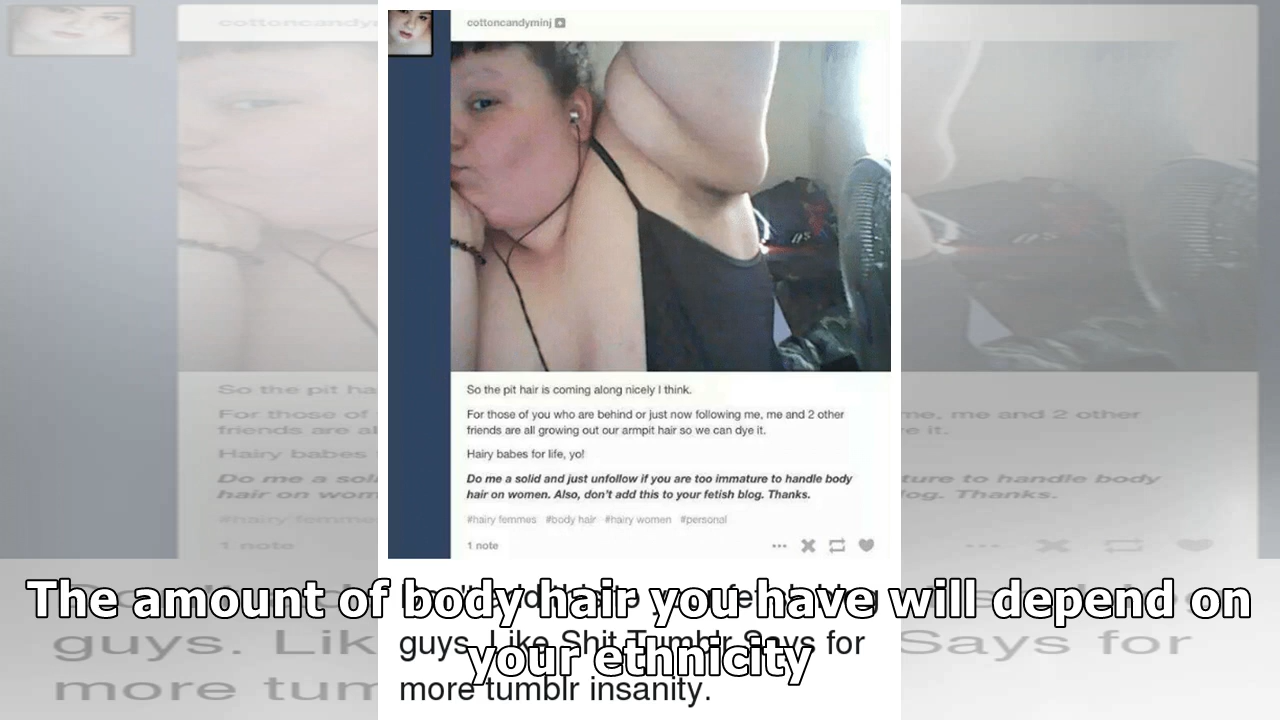 cottoncandyminj
So the pit hair is coming along nicely I think.
For those of you who are behind or just now following me, me and 2 other
friends are all growing out our armpit hair so we can dye it.
Hairy babes for life, yo!
Do me a solid and just unfollow if you are too immature to handle body
hair on women. Also, don't add this to your fetish blog. Thanks.
#hairy femmes #body hair #hairy women #personal
1 note
The amount of body hair you have will depend on
your ethnicity
guys. Like Shit Tumblr Says for
more tumblr insanity.